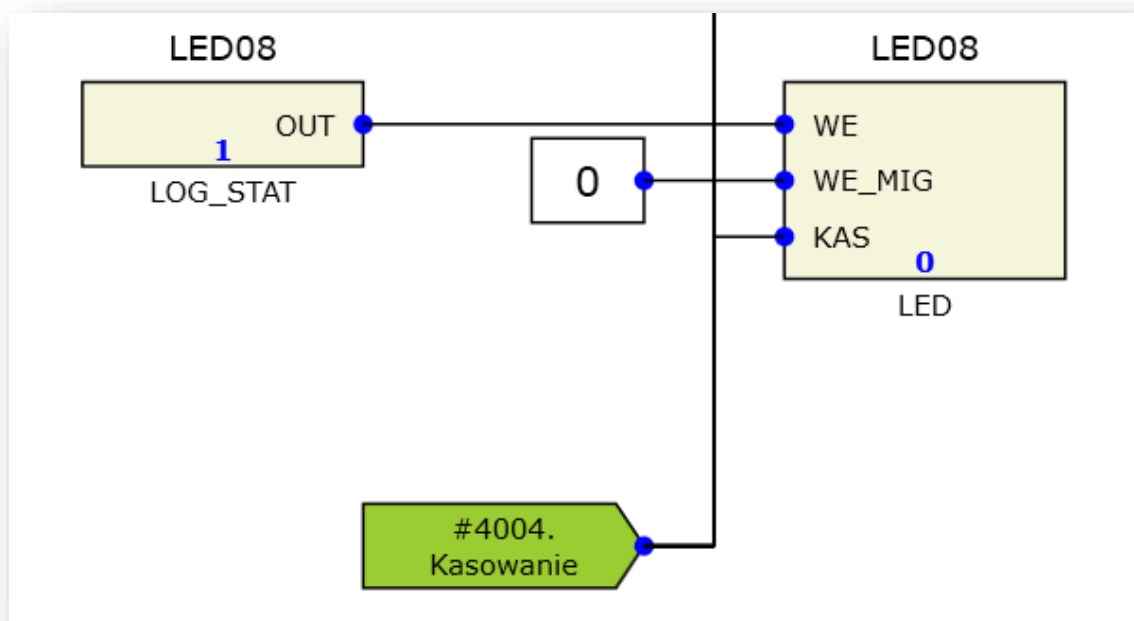 LED08
OUT
1
LOG_STAT
0
LED08
WE
WE_MIG
KAS
0
LED
#4004.
Kasowanie